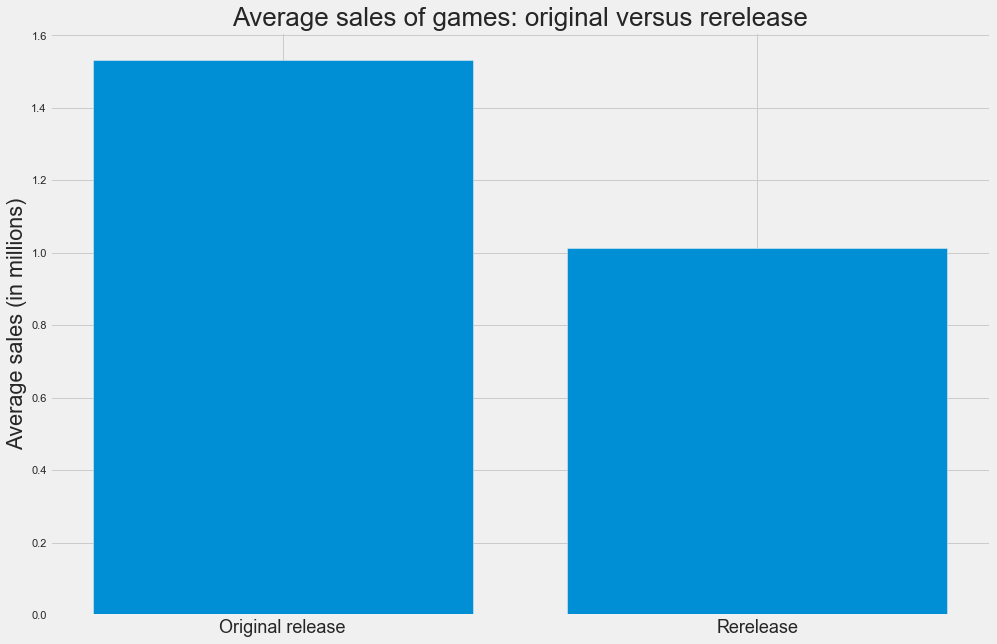 Average sales of games: original versus rerelease
Average sales (in millions)
1.6
1.4
1.2
1.0
0.8
0.6
0.4
0.2
0.0
Original release
Rerelease